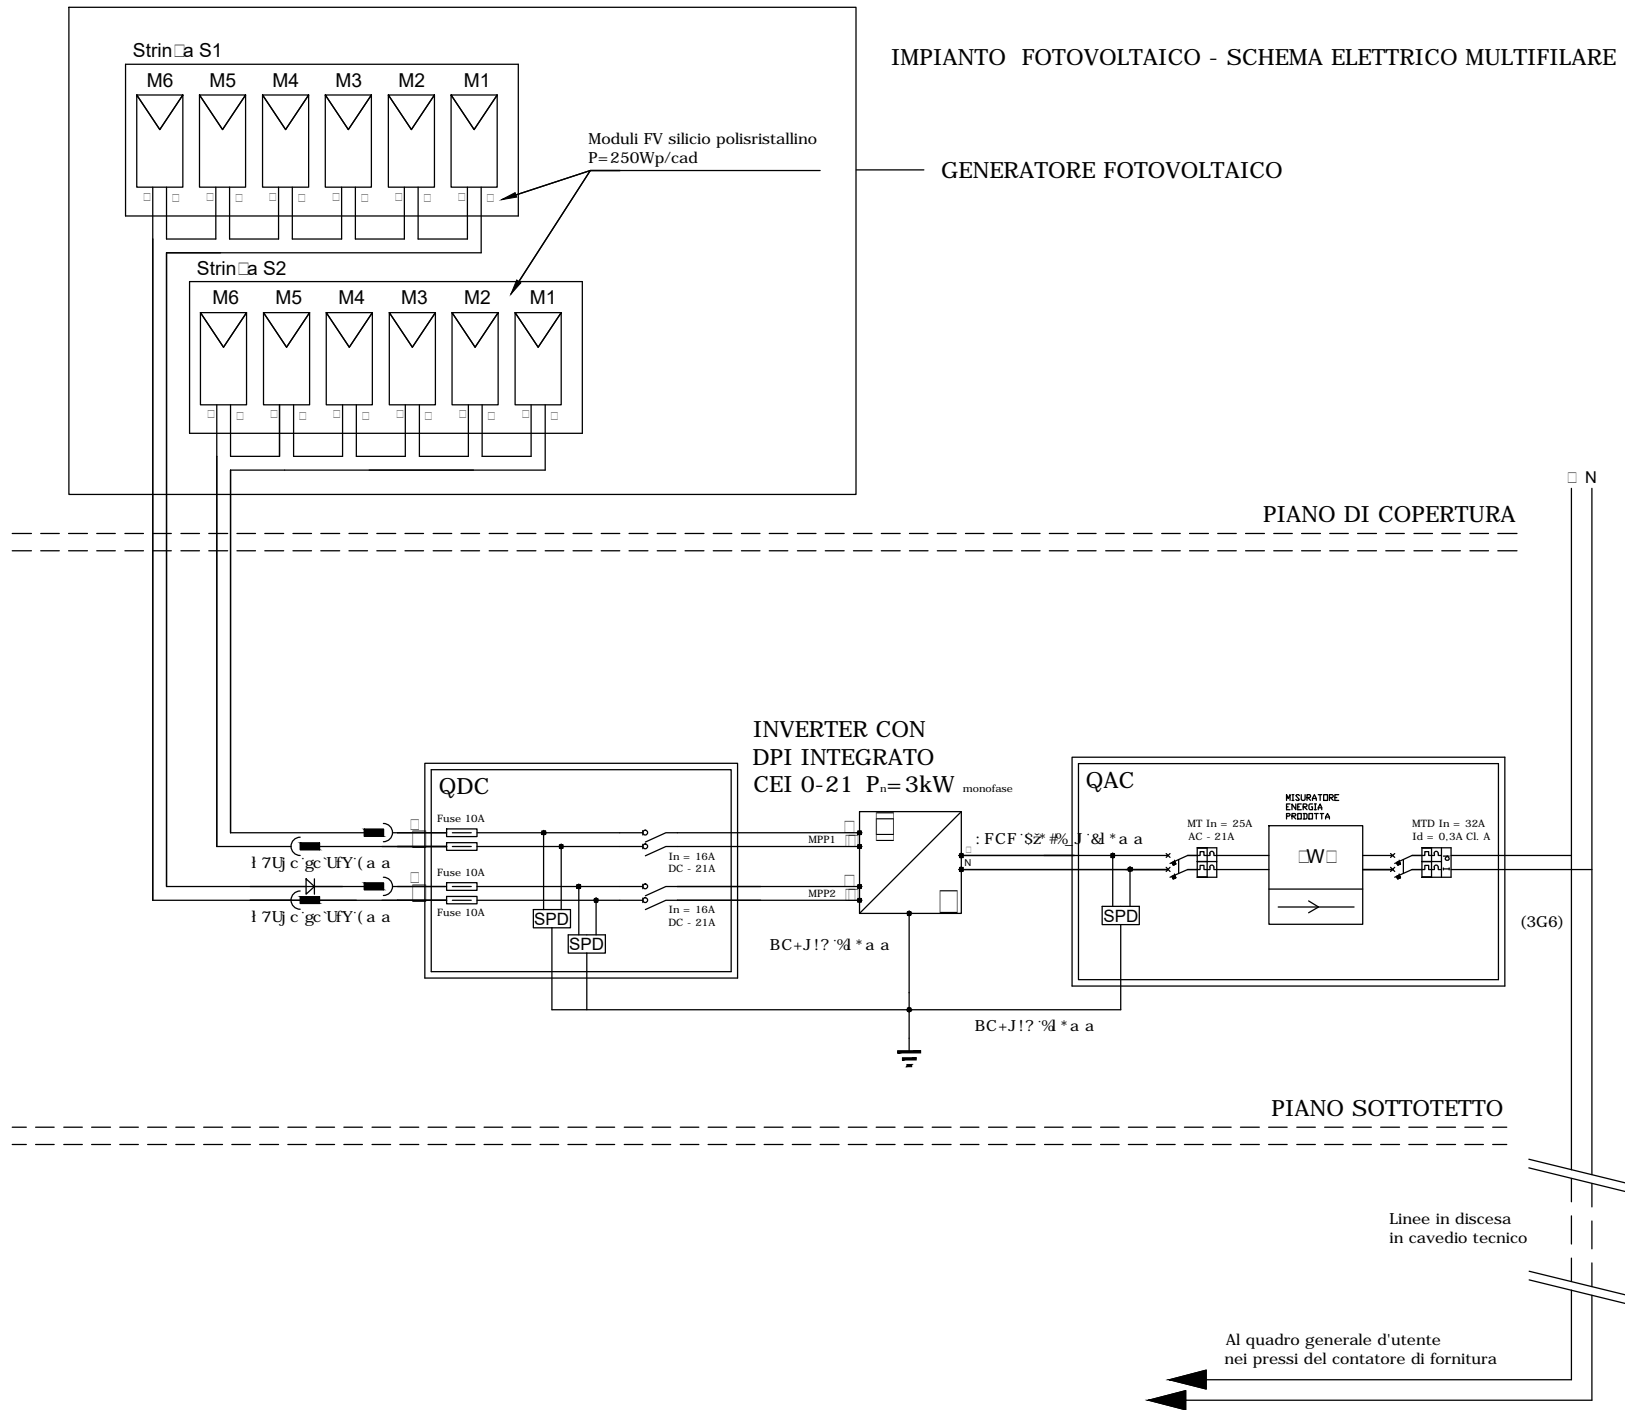 IMPIANTO FOTOVOLTAICO - SCHEMA ELETTRICO MULTIFILARE
S1
M6 M5 M4 M3 M2 M1
Moduli FV silicio polisristallino
P=250Wp/cad
GENERATORE FOTOVOLTAICO
S2
M6 M5 M4 M3 M2 M1
N
PIANO DI COPERTURA
INVERTER CON
DPI INTEGRATO
CEI 0-21 Pn=3kW monofase
QDC
Fuse 10A
MPP1
In = 16A
DC - 21A
Fuse 10A
MPP2
Fuse 10A
In = 16A
DC - 21A
SPD
SPD
N
QAC
MISURATORE
ENERGIA
PRODOTTA
MT In = 25A
AC - 21A
MTD In = 32A
Id = 0,3A Cl. A
W
SPD
(3G6)
PIANO SOTTOTETTO
Linee in discesa
in cavedio tecnico
Al quadro generale d'utente
nei pressi del contatore di fornitura